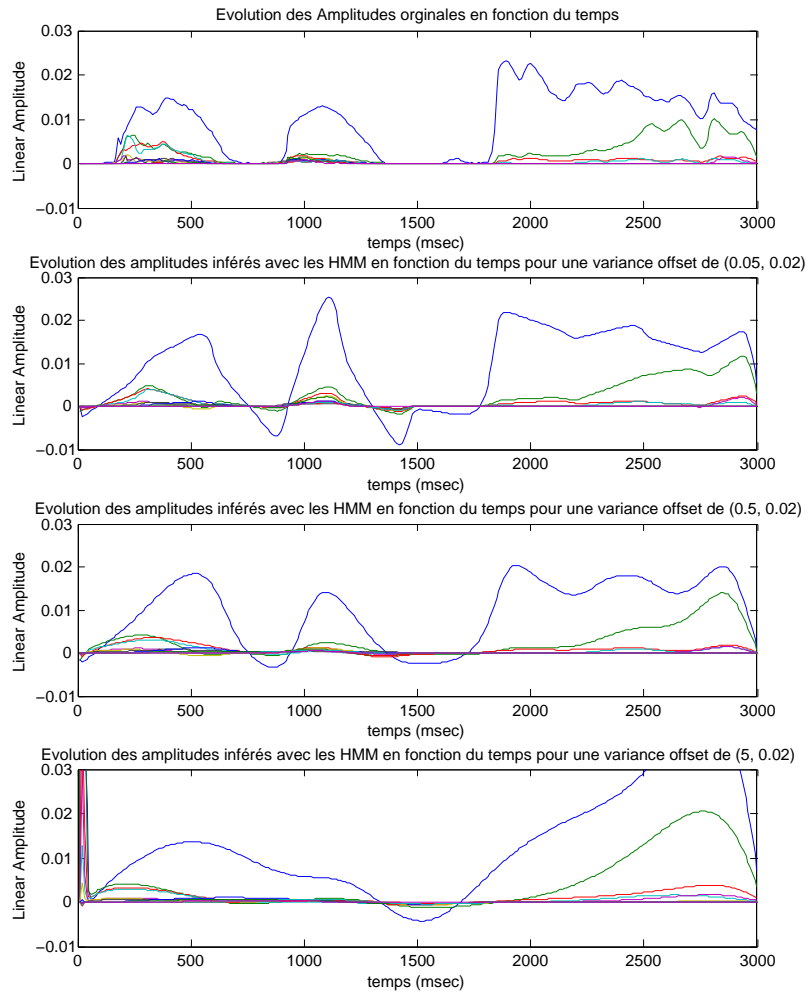 Evolution des Amplitudes orginales en fonction du temps
0.03
0.02
0.01
0
−0.01
Linear Amplitude
0 500 1000 1500 2000 2500 3000
temps (msec)
Evolution des amplitudes inférés avec les HMM en fonction du temps pour une variance offset de (0.05, 0.02)
0.03
0.02
0.01
0
−0.01
Linear Amplitude
0 500 1000 1500 2000 2500 3000
temps (msec)
Evolution des amplitudes inférés avec les HMM en fonction du temps pour une variance offset de (0.5, 0.02)
0.03
0.02
0.01
0
−0.01
Linear Amplitude
0 500 1000 1500 2000 2500 3000
temps (msec)
Evolution des amplitudes inférés avec les HMM en fonction du temps pour une variance offset de (5, 0.02)
0.03
0.02
0.01
0
−0.01
Linear Amplitude
0 500 1000 1500 2000 2500 3000
temps (msec)